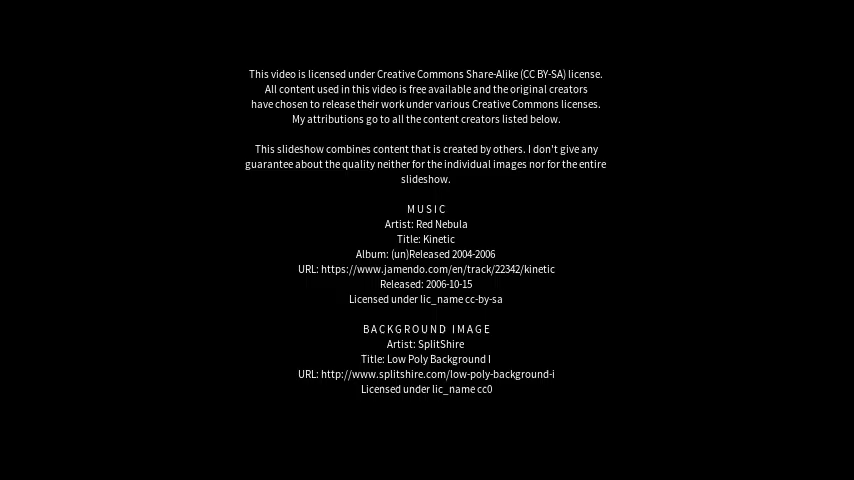 This video is licensed under Creative Commons Share-Alike (CC BY-SA) license.
All content used in this video is free available and the original creators
have chosen to release their work under various Creative Commons licenses.
My attributions go to all the content creators listed below.
This slideshow combines content that is created by others. I don't give any
guarantee about the quality neither for the individual images nor for the entire
slideshow.
MUSIC
Artist: Red Nebula
Title: Kinetic
Album: (un)Released 2004-2006
URL: https://www.jamendo.com/en/track/22342/kinetic
Released: 2006-10-15
Licensed under lic_name cc-by-sa
BACKGROUND IMAGE
Artist: SplitShire
Title: Low Poly Background I
URL: http://www.splitshire.com/low-poly-background-i
Licensed under lic_name cc0